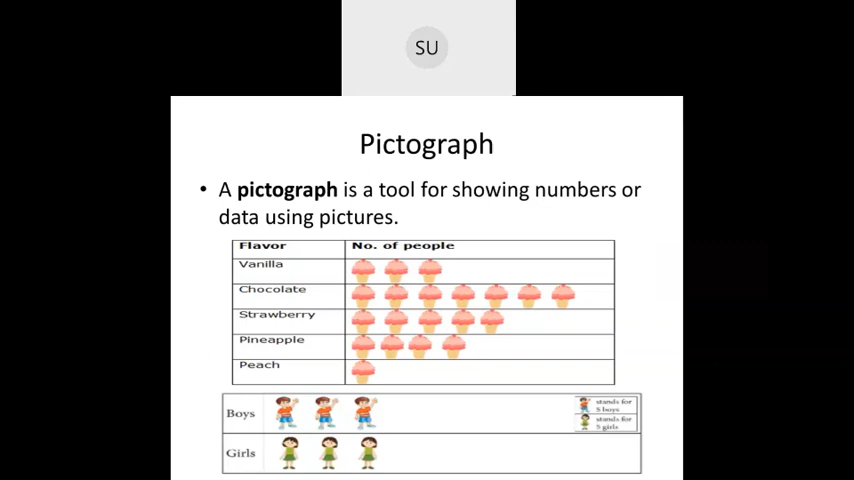 SU
Pictograph
• A pictograph is a tool for showing numbers or
data using pictures.
Flavor No. of people
Vanilla
Chocolate
Strawberry
Pineapple
Peach
Boys
stands for
5 boys
stands for
5 girls
Girls